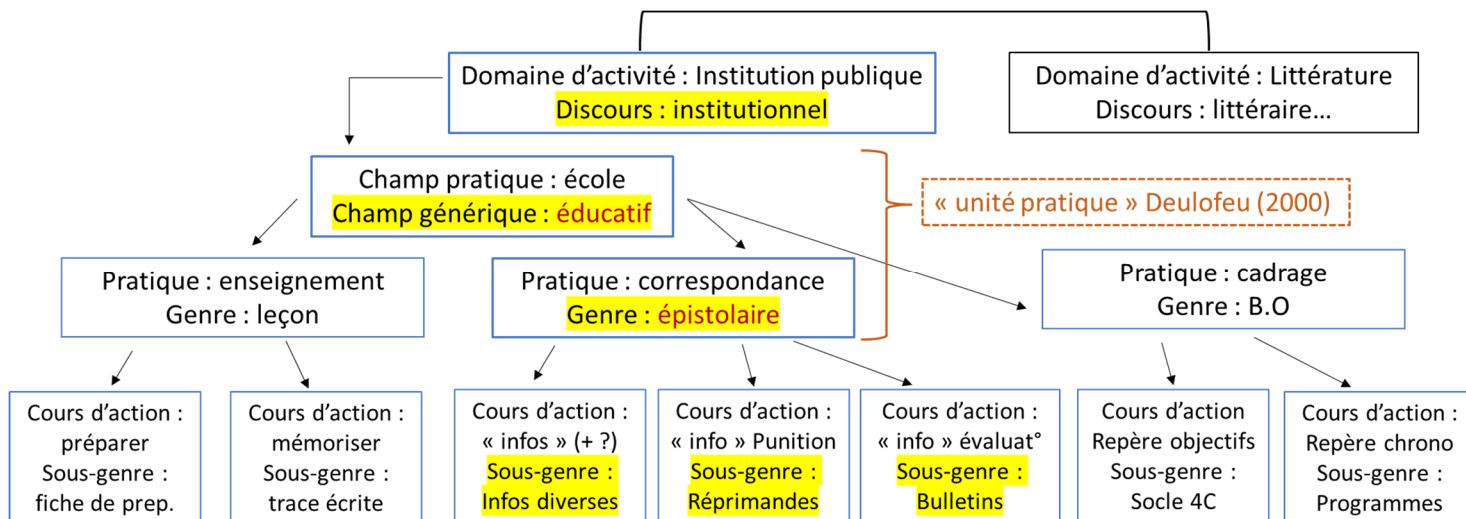 Domaine d'activité : Institution publique
Discours : institutionnel
Domaine d'activité : Littérature
Discours : littéraire...
Champ pratique : école
Champ générique : éducatif
« unité pratique » Deulofeu (2000)
Pratique : enseignement
Genre : leçon
Pratique : correspondance
Genre : épistolaire
Pratique : cadrage
Genre : B.O
Cours d'action :
préparer
Sous-genre :
fiche de prep.
Cours d'action :
mémoriser
Sous-genre :
trace écrite
Cours d'action :
« infos » (+ ?)
Sous-genre :
Infos diverses
Cours d'action :
« info » Punition
Sous-genre :
Réprimandes
Cours d'action :
« info » évaluat°
Sous-genre :
Bulletins
Cours d'action
Repère objectifs
Sous-genre :
Socle 4C
Cours d'action :
Repère chrono
Sous-genre :
Programmes